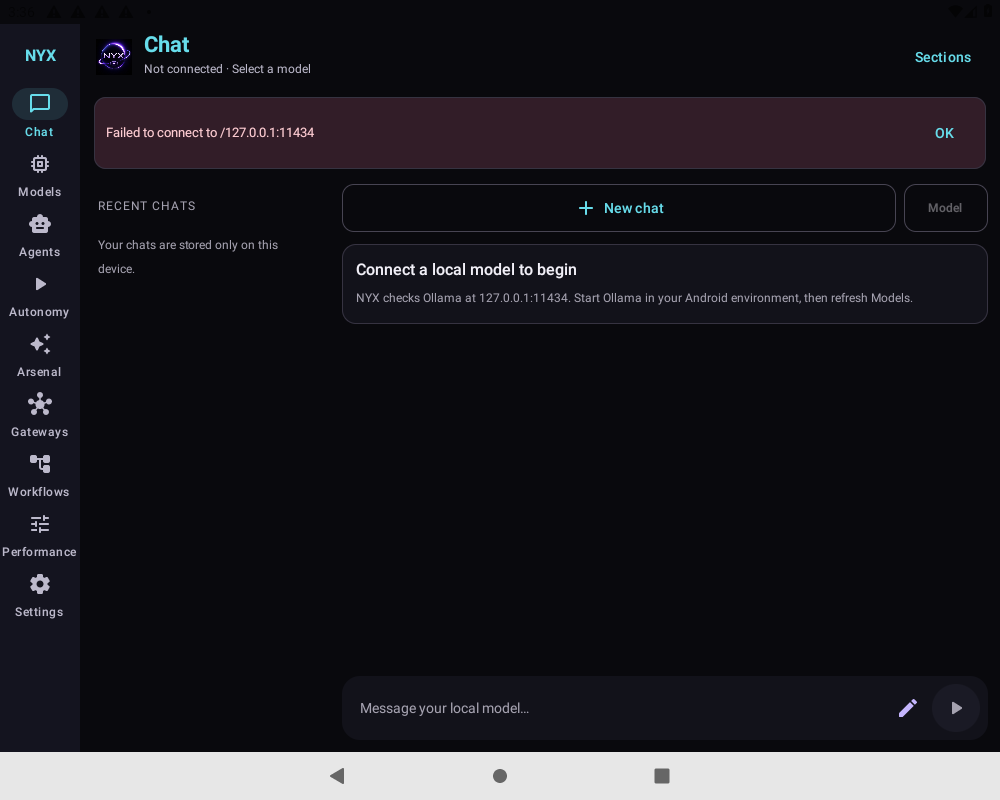 NYX
Chat
Models
Agents
Autonomy
Arsenal
Gateways
Workflows
Performance
Settings
NYX
Chat
Not connected · Select a model
Sections
Failed to connect to /127.0.0.1:11434
OK
RECENT CHATS
Your chats are stored only on this
device.
New chat
Model
Connect a local model to begin
NYX checks Ollama at 127.0.0.1:11434. Start Ollama in your Android environment, then refresh Models.
Message your local model…